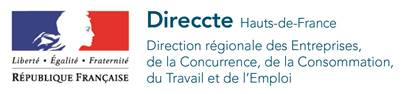 Liberté • Égalité • Fraternité
RÉPUBLIQUE FRANÇAISE
Direccte Hauts-de-France
Direction régionale des Entreprises,
de la Concurrence, de la Consommation,
du Travail et de l'Emploi